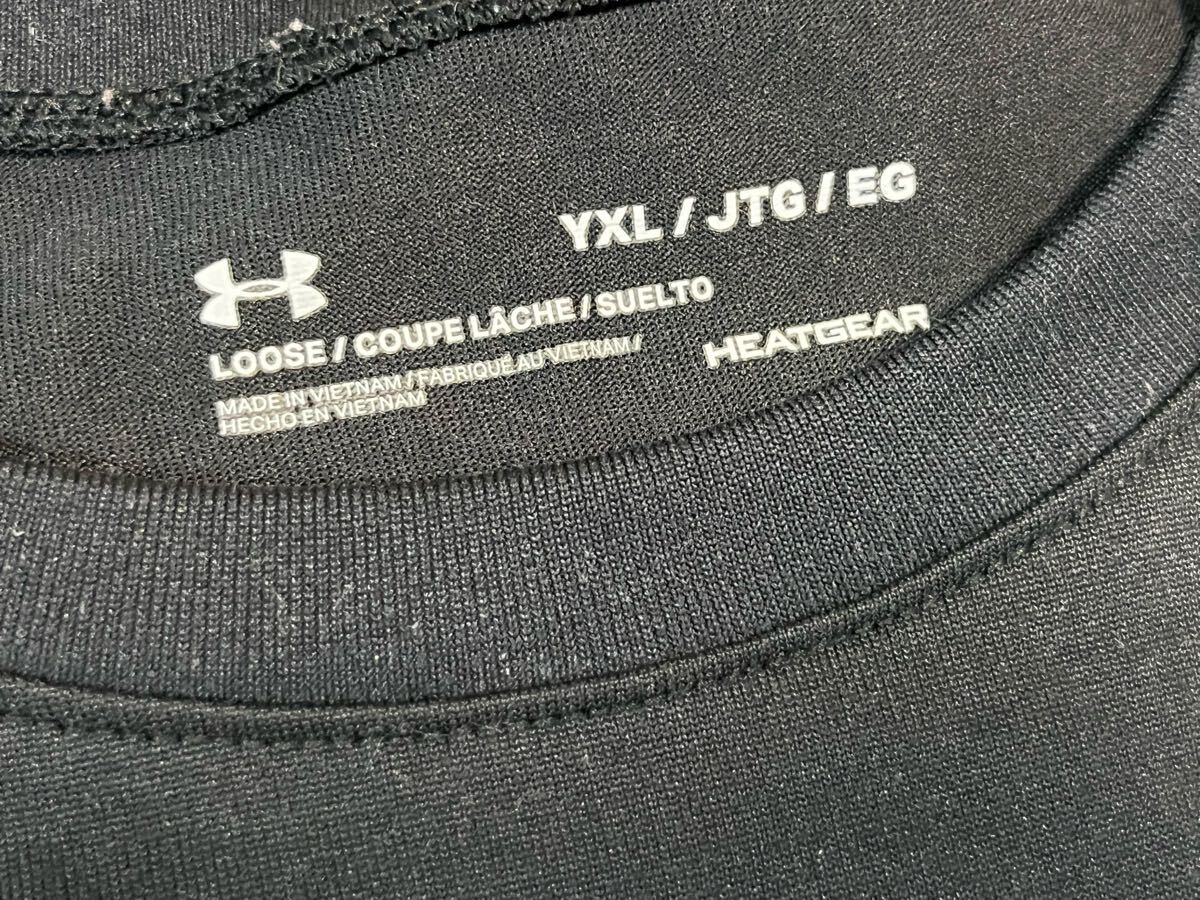 YXL / JTG / EG
LOOSE / COUPE LÂCHE / SUELTO
HEATGEAR
MADE IN VIETNAM / FABRIQUÉ AU VIETNAM /
HECHO EN VIETNAM